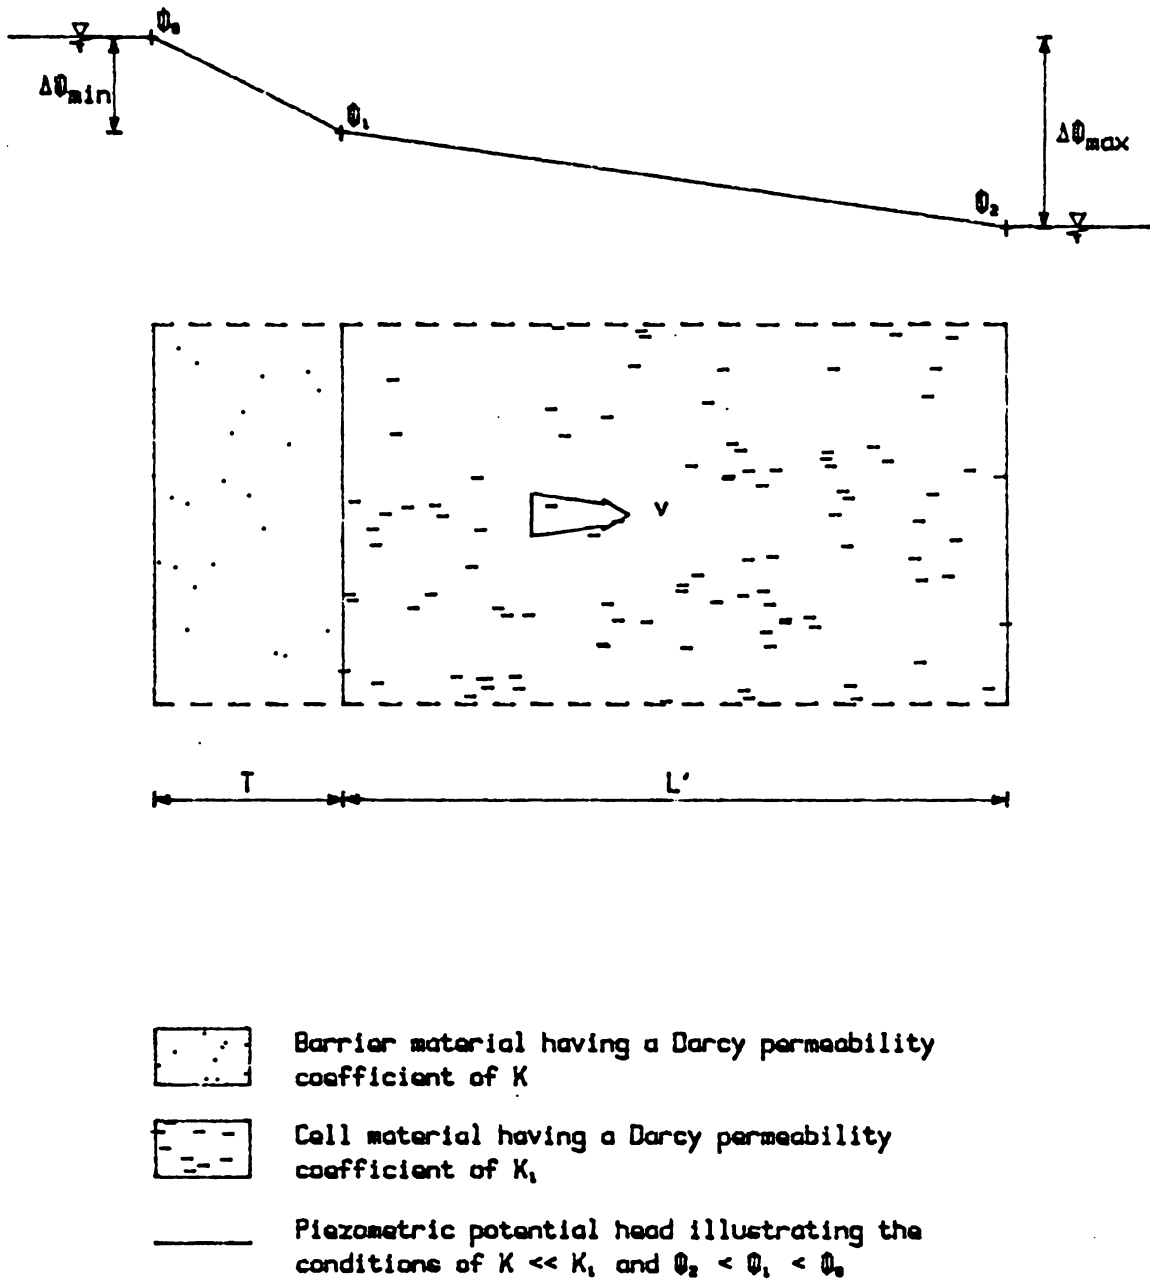 Φ₀
ΔΦmin
Φ₁
ΔΦmax
Φ₂
v
T
L'
Barrier material having a Darcy permeability
coefficient of K
Cell material having a Darcy permeability
coefficient of K₁
Piezometric potential head illustrating the
conditions of K << K₁ and Φ₂ < Φ₁ < Φ₀